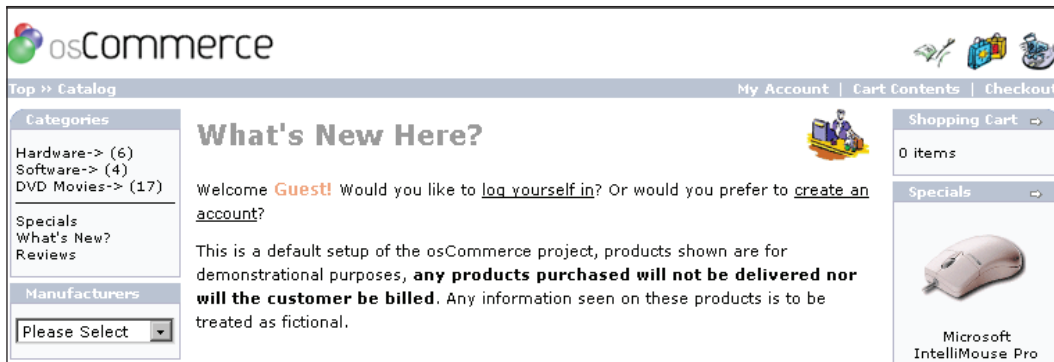 osCommerce
Top » Catalog
My Account | Cart Contents | Checkout
Categories
Hardware-> (6)
Software-> (4)
DVD Movies-> (17)
Specials
What's New?
Reviews
Manufacturers
Please Select
What's New Here?
Welcome Guest! Would you like to log yourself in? Or would you prefer to create an
account?
This is a default setup of the osCommerce project, products shown are for
demonstrational purposes, any products purchased will not be delivered nor
will the customer be billed. Any information seen on these products is to be
treated as fictional.
Shopping Cart
0 items
Specials
Microsoft
IntelliMouse Pro